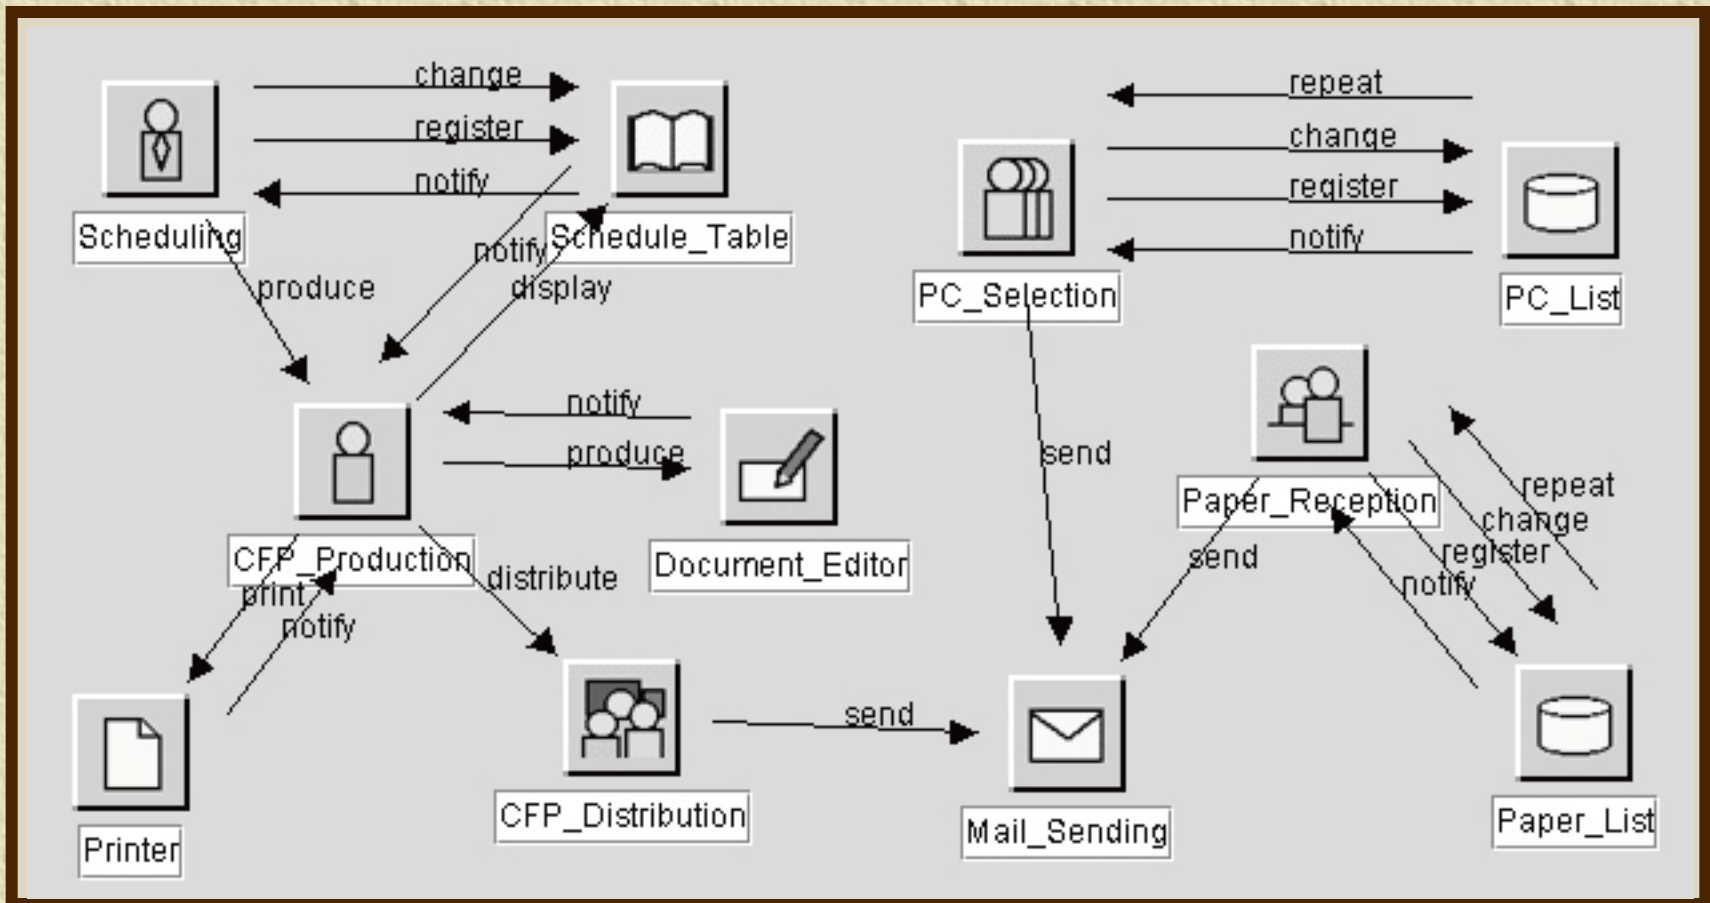 change
register
notify
Scheduling
Schedule_Table
produce
notify
display
repeat
change
register
notify
PC_Selection
PC_List
notify
produce
CFP_Production
Document_Editor
send
Paper_Reception
repeat
change
register
notify
send
print
notify
distribute
send
Printer
CFP_Distribution
Mail_Sending
Paper_List